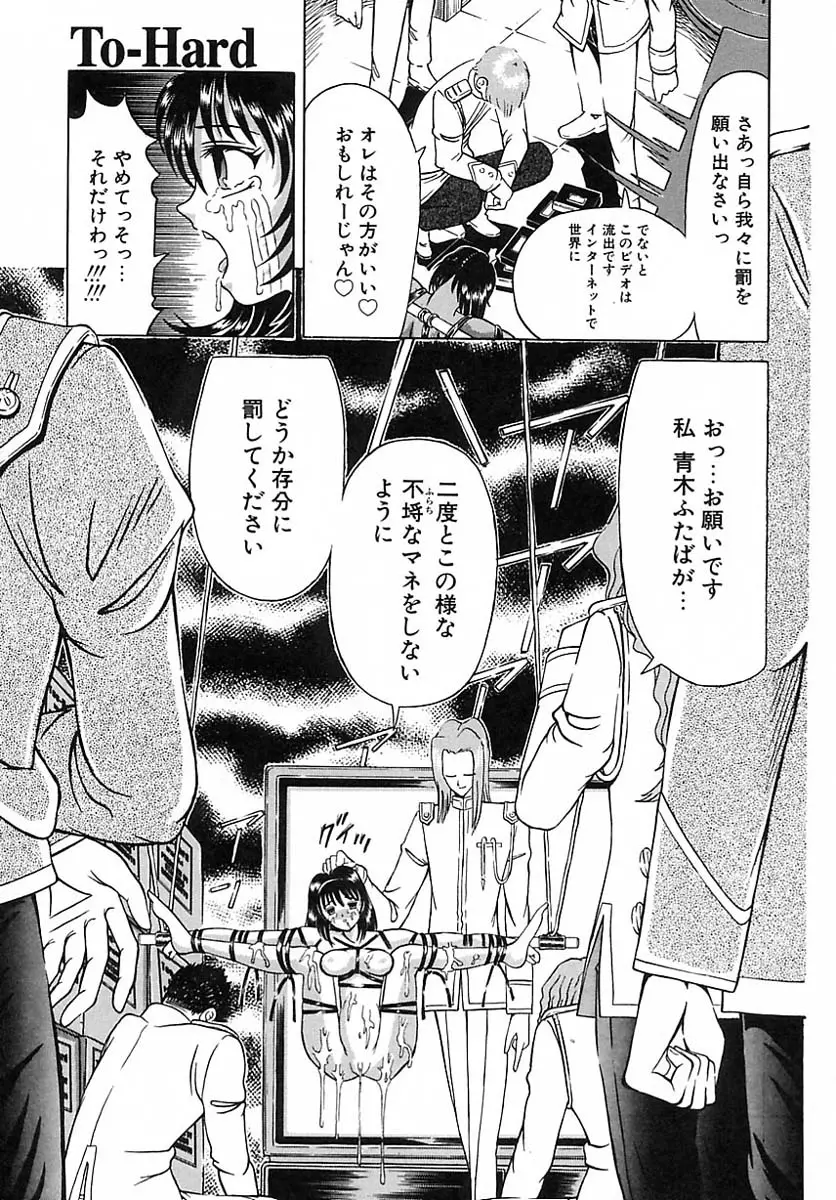 To-Hard
さあっ自ら我々に罰を
願い出なさいっ
でないと
このビデオは
流出です
インターネットで
世界に
オレはその方がいい♡
おもしれーじゃん♡
やめてっそっ…
それだけわっ!!!!!!
おっ…お願いです
私 青木ふたばが…
二度とこの様な
不埒なマネをしない
ように
ふらち
どうか存分に
罰してください
グイッ